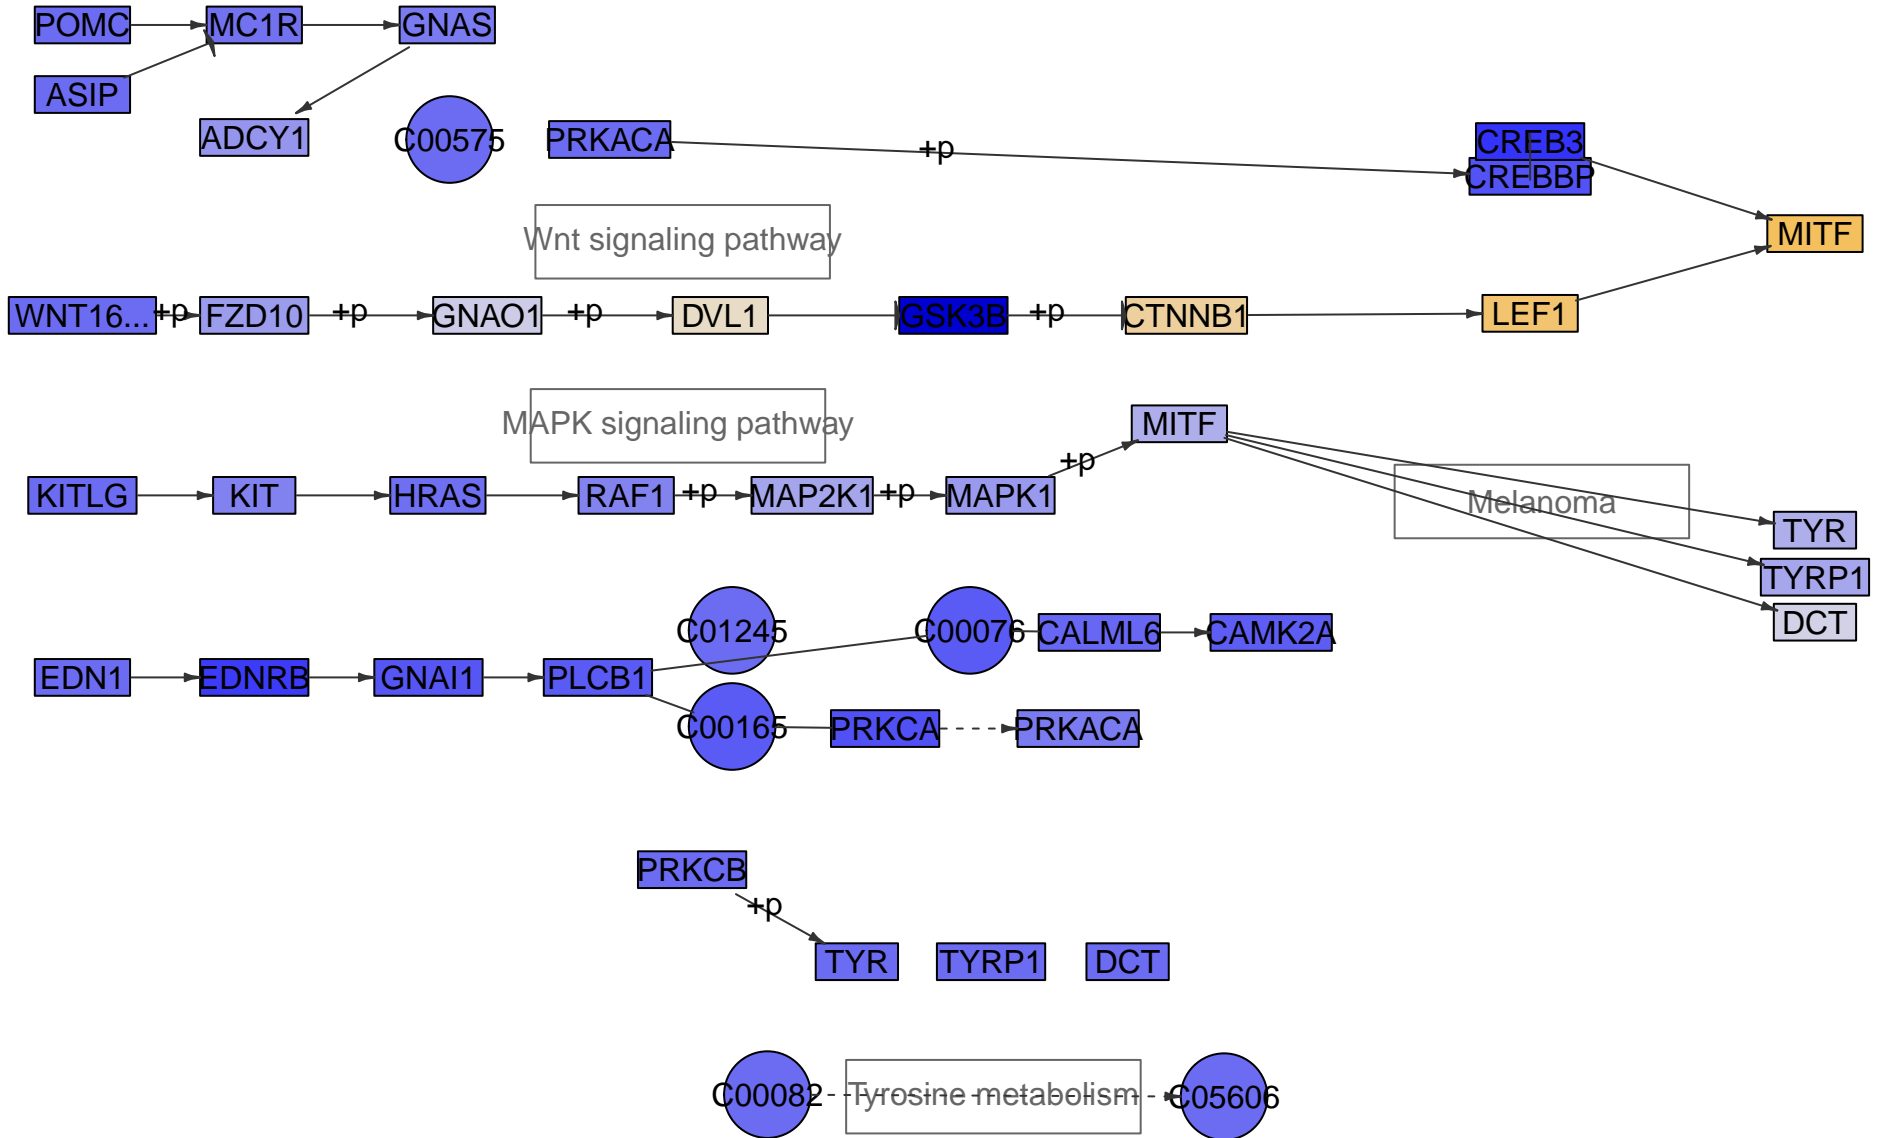 POMC
MC1R
GNAS
ASIP
ADCY1
C00575
PRKACA
+p
CREB3
CREBBP
Wnt signaling pathway
MITF
WNT16...
+p
FZD10
+p
GNAO1
+p
DVL1
GSK3B
+p
CTNNB1
LEF1
MAPK signaling pathway
MITF
+p
KITLG
KIT
HRAS
RAF1
+p
MAP2K1
+p
MAPK1
Melanoma
TYR
TYRP1
DCT
C01245
C00076
CALML6
CAMK2A
EDN1
EDNRB
GNAI1
PLCB1
C00165
PRKCA
PRKACA
PRKCB
+p
TYR
TYRP1
DCT
C00082
Tyrosine metabolism
C05606